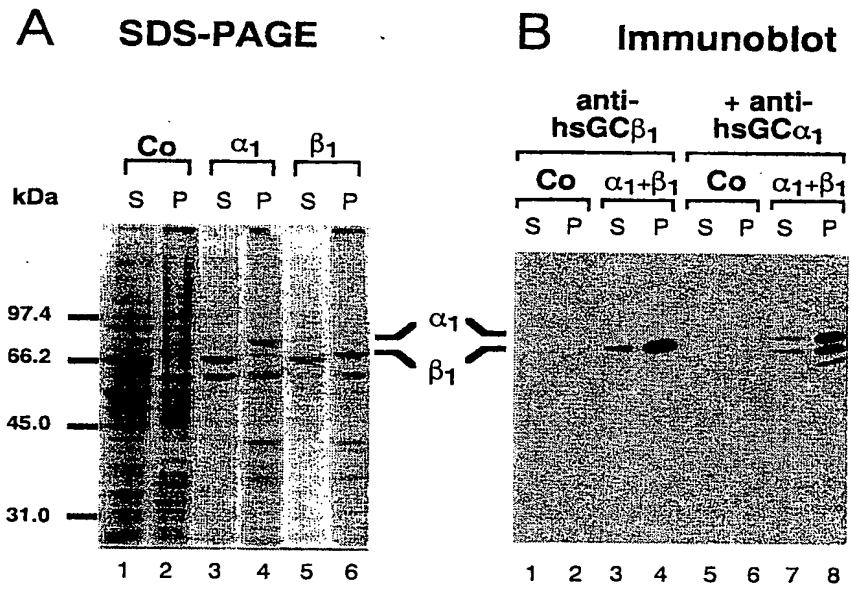 A SDS-PAGE
Co α1 β1
kDa S P S P S P
97.4
66.2
45.0
31.0
1 2 3 4 5 6
α1
β1
B Immunoblot
anti- + anti-
hsGCβ1 hsGCα1
Co α1+β1 Co α1+β1
S P S P S P S P
1 2 3 4 5 6 7 8